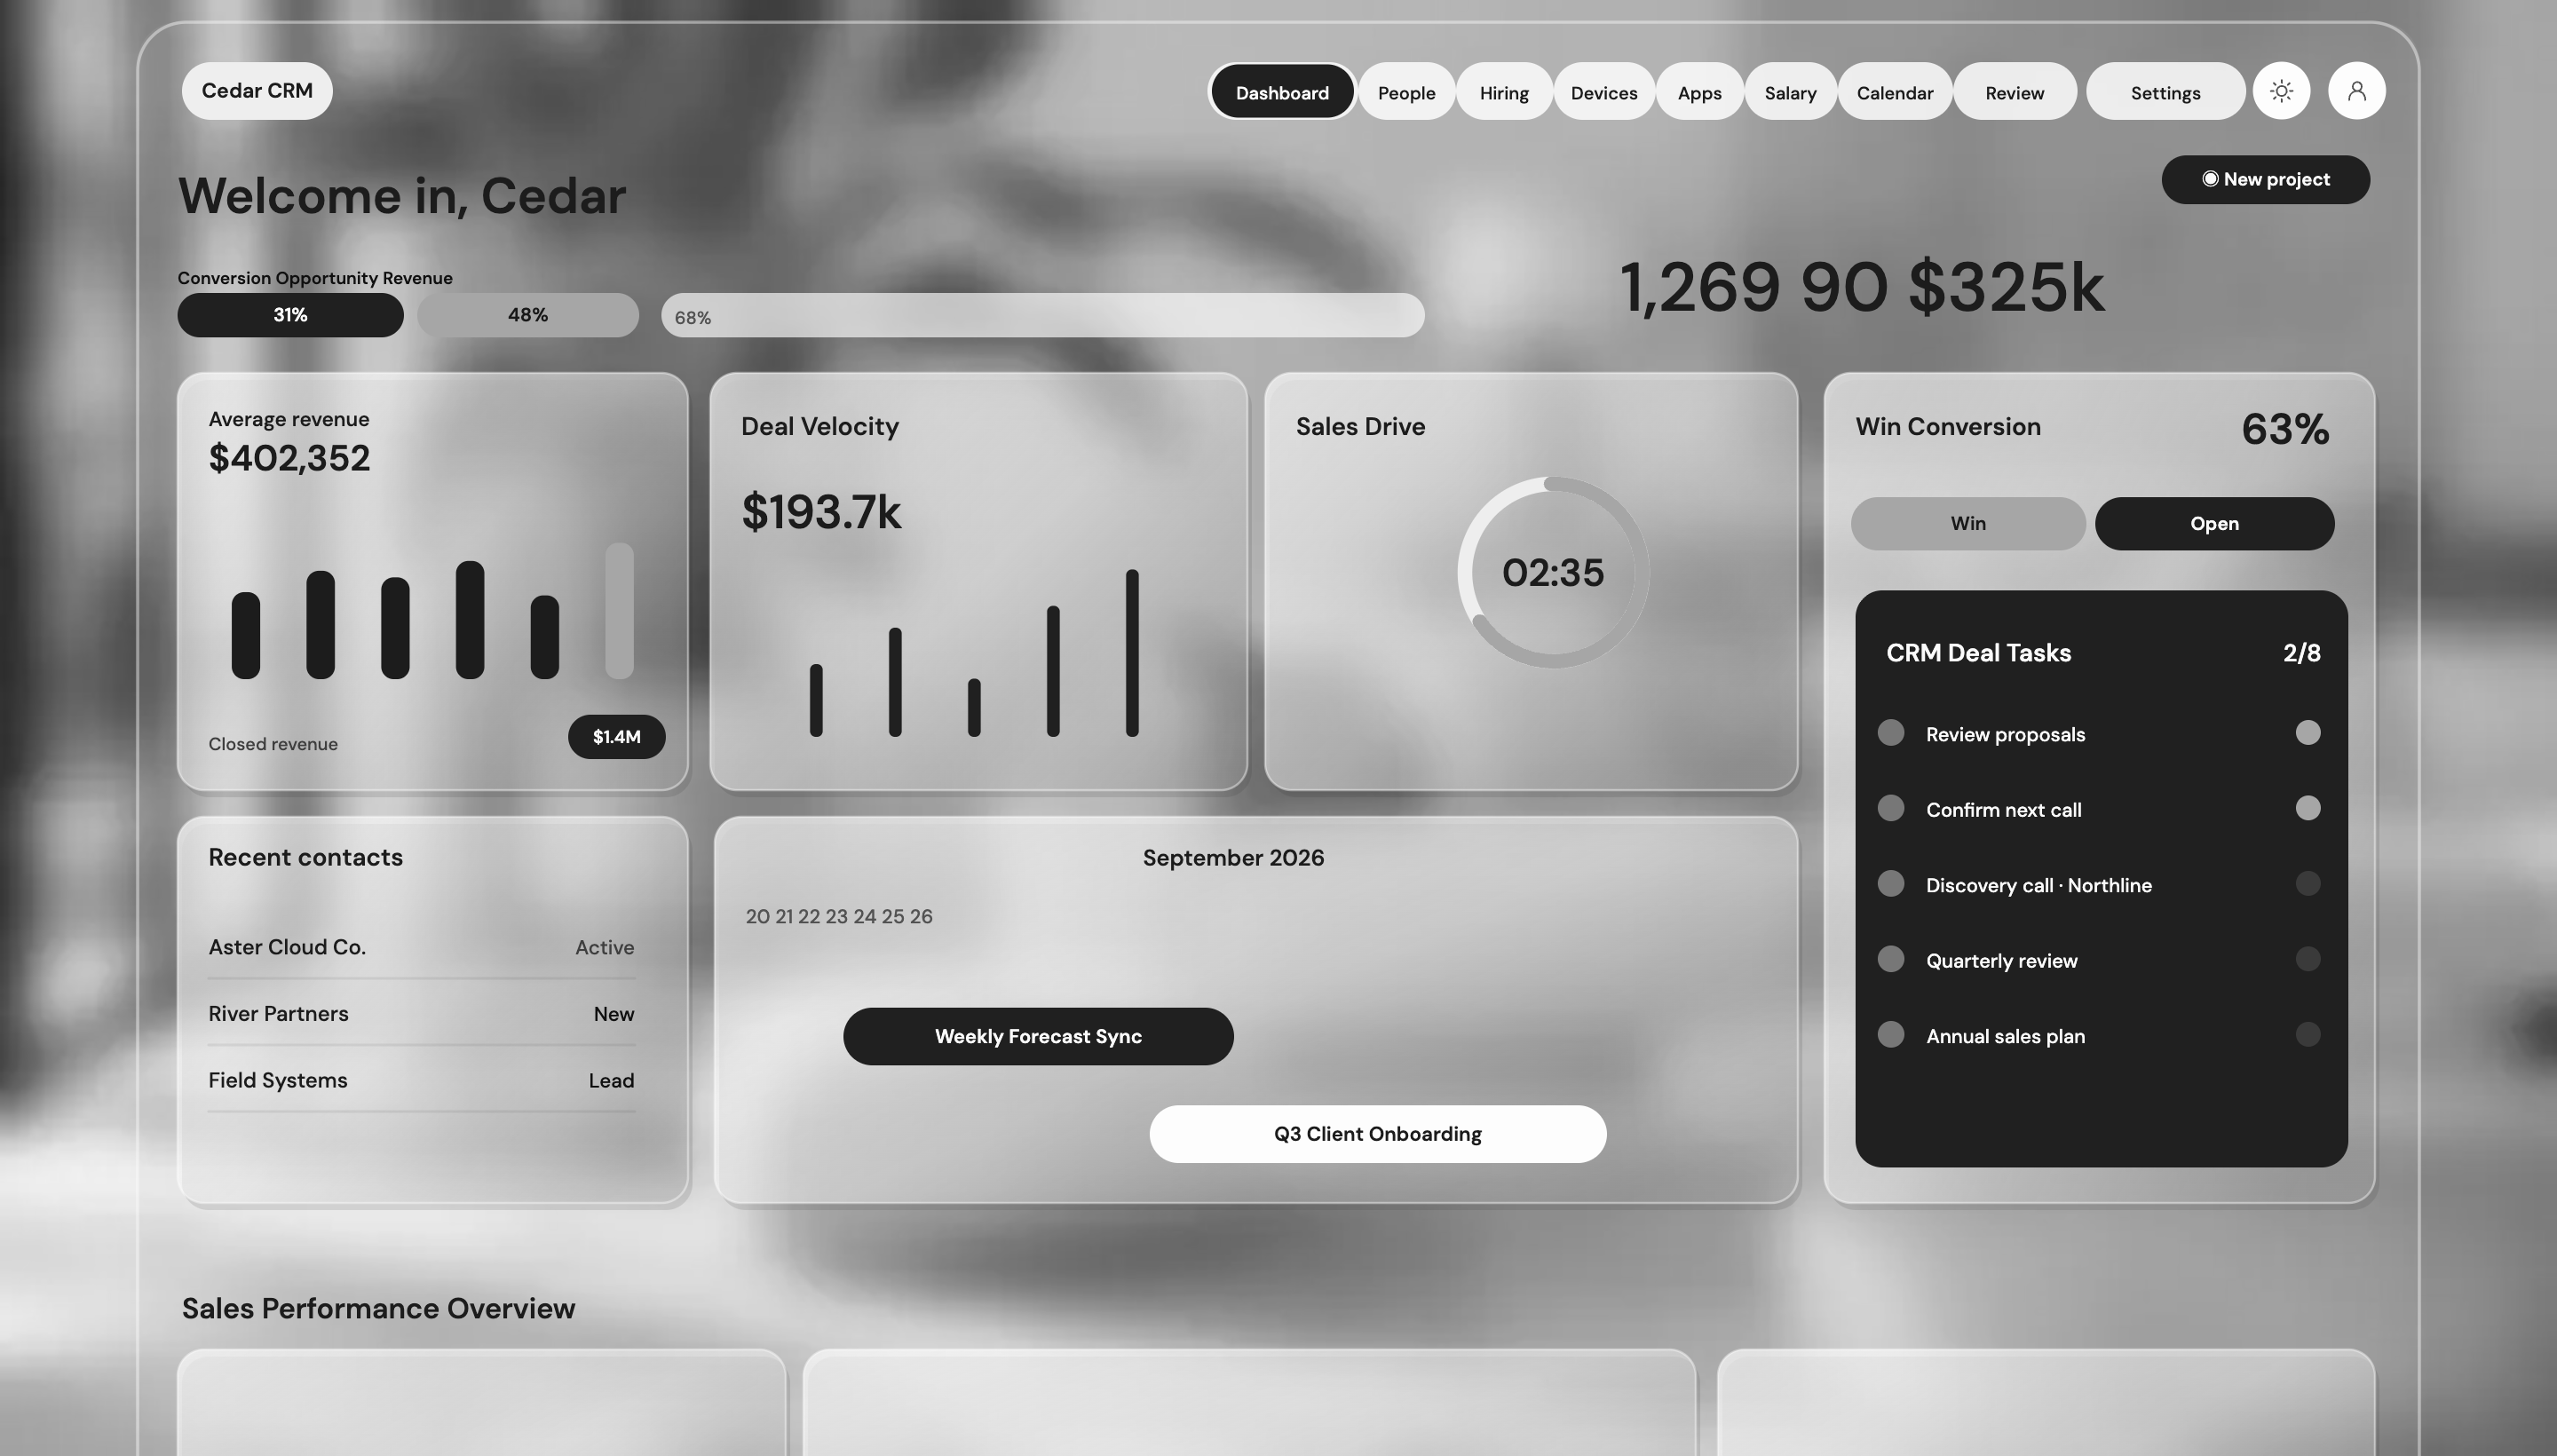 Cedar CRM
Dashboard
People
Hiring
Devices
Apps
Salary
Calendar
Review
Settings
Welcome in, Cedar
New project
Conversion Opportunity Revenue
31%
48%
68%
1,269 90 $325k
Average revenue
$402,352
Closed revenue
$1.4M
Deal Velocity
$193.7k
Sales Drive
02:35
Win Conversion
63%
Win
Open
CRM Deal Tasks
2/8
Review proposals
Confirm next call
Discovery call · Northline
Quarterly review
Annual sales plan
Recent contacts
Aster Cloud Co.
Active
River Partners
New
Field Systems
Lead
September 2026
20 21 22 23 24 25 26
Weekly Forecast Sync
Q3 Client Onboarding
Sales Performance Overview